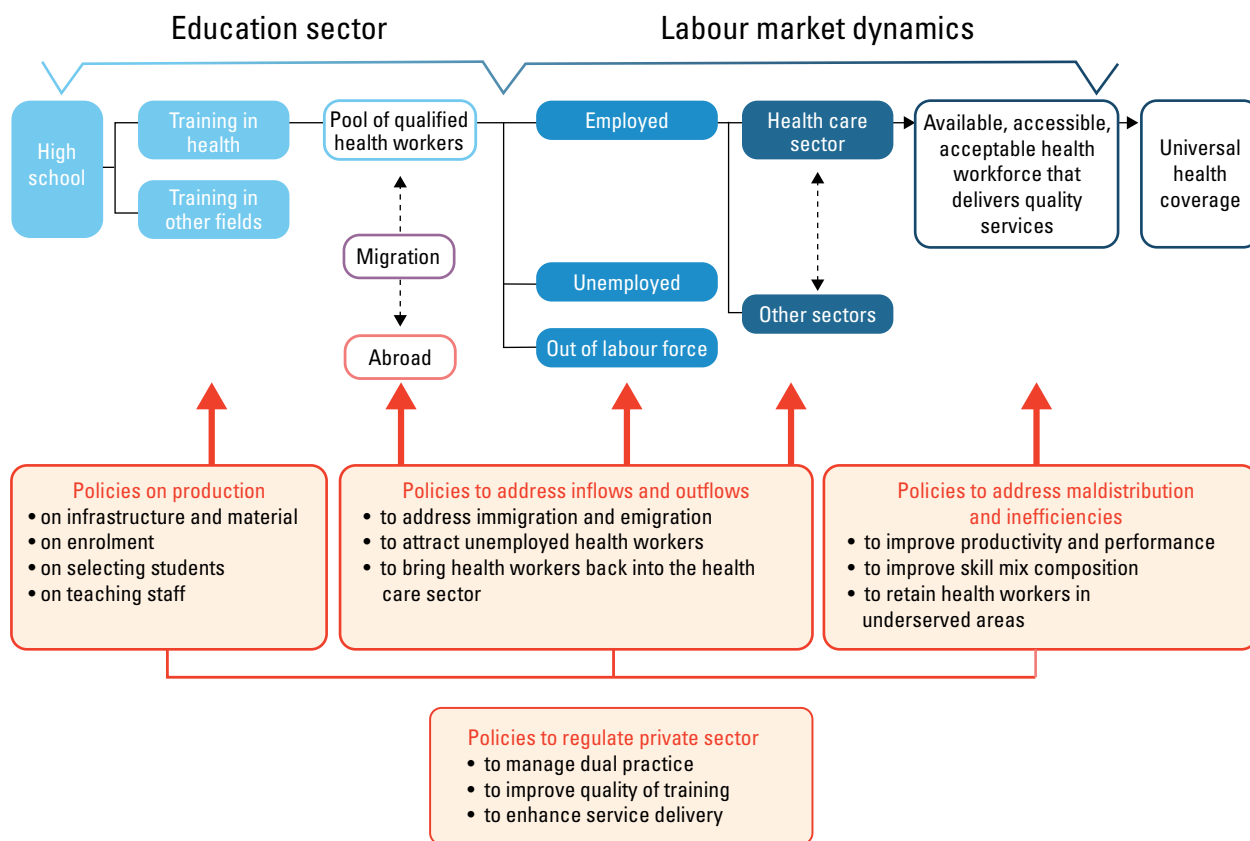 Education sector
Labour market dynamics
High
school
Training in
health
Training in
other fields
Pool of qualified
health workers
Migration
Abroad
Employed
Unemployed
Out of labour force
Health care
sector
Other sectors
Available, accessible,
acceptable health
workforce that
delivers quality
services
Universal
health
coverage
Policies on production
• on infrastructure and material
• on enrolment
• on selecting students
• on teaching staff
Policies to address inflows and outflows
• to address immigration and emigration
• to attract unemployed health workers
• to bring health workers back into the health
care sector
Policies to address maldistribution
and inefficiencies
• to improve productivity and performance
• to improve skill mix composition
• to retain health workers in
underserved areas
Policies to regulate private sector
• to manage dual practice
• to improve quality of training
• to enhance service delivery